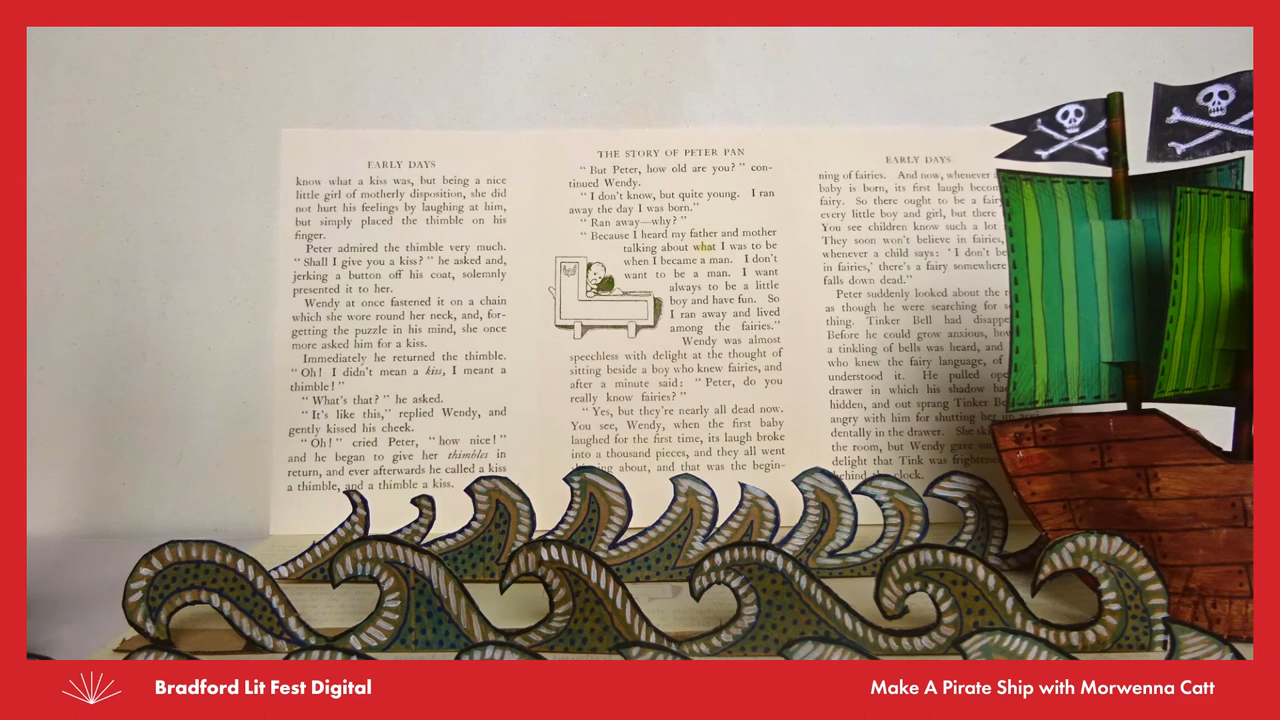 EARLY DAYS
know what a kiss was, but being a nice
little girl of motherly disposition, she did
not hurt his feelings by laughing at him,
but simply placed the thimble on his
finger.
Peter admired the thimble very much.
“ Shall I give you a kiss? ” he asked and,
jerking a button off his coat, solemnly
presented it to her.
Wendy at once fastened it on a chain
which she wore round her neck, and, for-
getting the puzzle in his mind, she once
more asked him for a kiss.
Immediately he returned the thimble.
“ Oh! I didn't mean a kiss, I meant a
thimble! ”
“ What's that? ” he asked.
“ It's like this,” replied Wendy, and
gently kissed his cheek.
“ Oh! ” cried Peter, “ how nice! ”
and he began to give her thimbles in
return, and ever afterwards he called a kiss
a thimble, and a thimble a kiss.
THE STORY OF PETER PAN
“ But Peter, how old are you? ” con-
tinued Wendy.
“ I don't know, but quite young. I ran
away the day I was born.”
“ Ran away—why? ”
“ Because I heard my father and mother
talking about what I was to be
when I became a man. I don't
want to be a man. I want
always to be a little
boy and have fun. So
I ran away and lived
among the fairies.”
Wendy was almost
speechless with delight at the thought of
sitting beside a boy who knew fairies, and
after a minute said: “ Peter, do you
really know fairies? ”
“ Yes, but they're nearly all dead now.
You see, Wendy, when the first baby
laughed for the first time, its laugh broke
into a thousand pieces, and they all went
about, and that was the begin-
EARLY DAYS
ning of fairies. And now, whenever a
baby is born, its first laugh
fairy. So there ought to be a
every little boy and girl, but there
You see children know such a lot
They soon won't believe in fairies,
whenever a child says: ‘ I don't
in fairies,’ there's a fairy somewhere
falls down dead.”
Peter suddenly looked about the
as though he were searching for
thing. Tinker Bell had
Before he could grow anxious,
a tinkling of bells was heard, and
who knew the fairy language, of
understood it. He pulled
drawer in which his shadow
hidden, and out sprang Tinker
angry with him for shutting her up
dentally in the drawer. She
the room, but Wendy gave
delight that Tink was
behind clock.
Bradford Lit Fest Digital
Make A Pirate Ship with Morwenna Catt